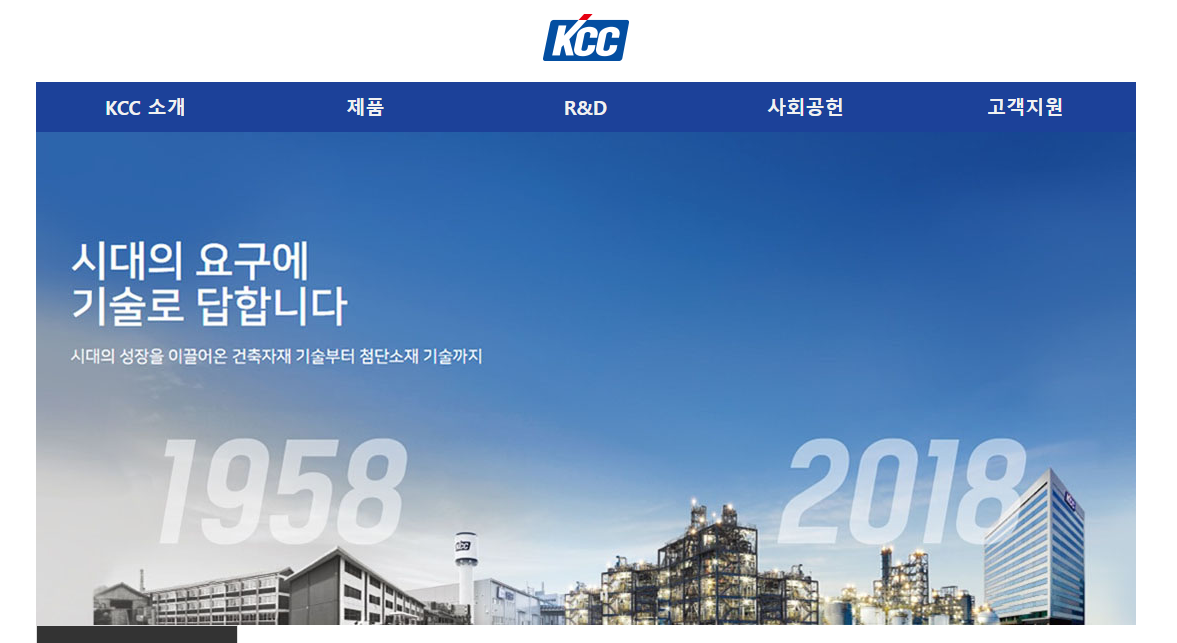 KCC
KCC 소개
제품
R&D
사회공헌
고객지원
시대의 요구에
기술로 답합니다
시대의 성장을 이끌어온 건축자재 기술부터 첨단소재 기술까지
1958
2018
KCC
KCC